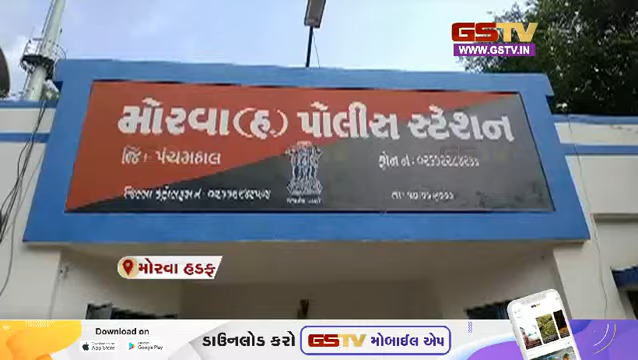 GSTV
WWW.GSTV.IN
મોરવા(હ.) પોલીસ સ્ટેશન
જિ: પંચમહાલ
ફોન નં:
મોરવા હડફ
Download on
App Store
Google Play
ડાઉનલોડ કરો GSTV મોબાઈલ એપ